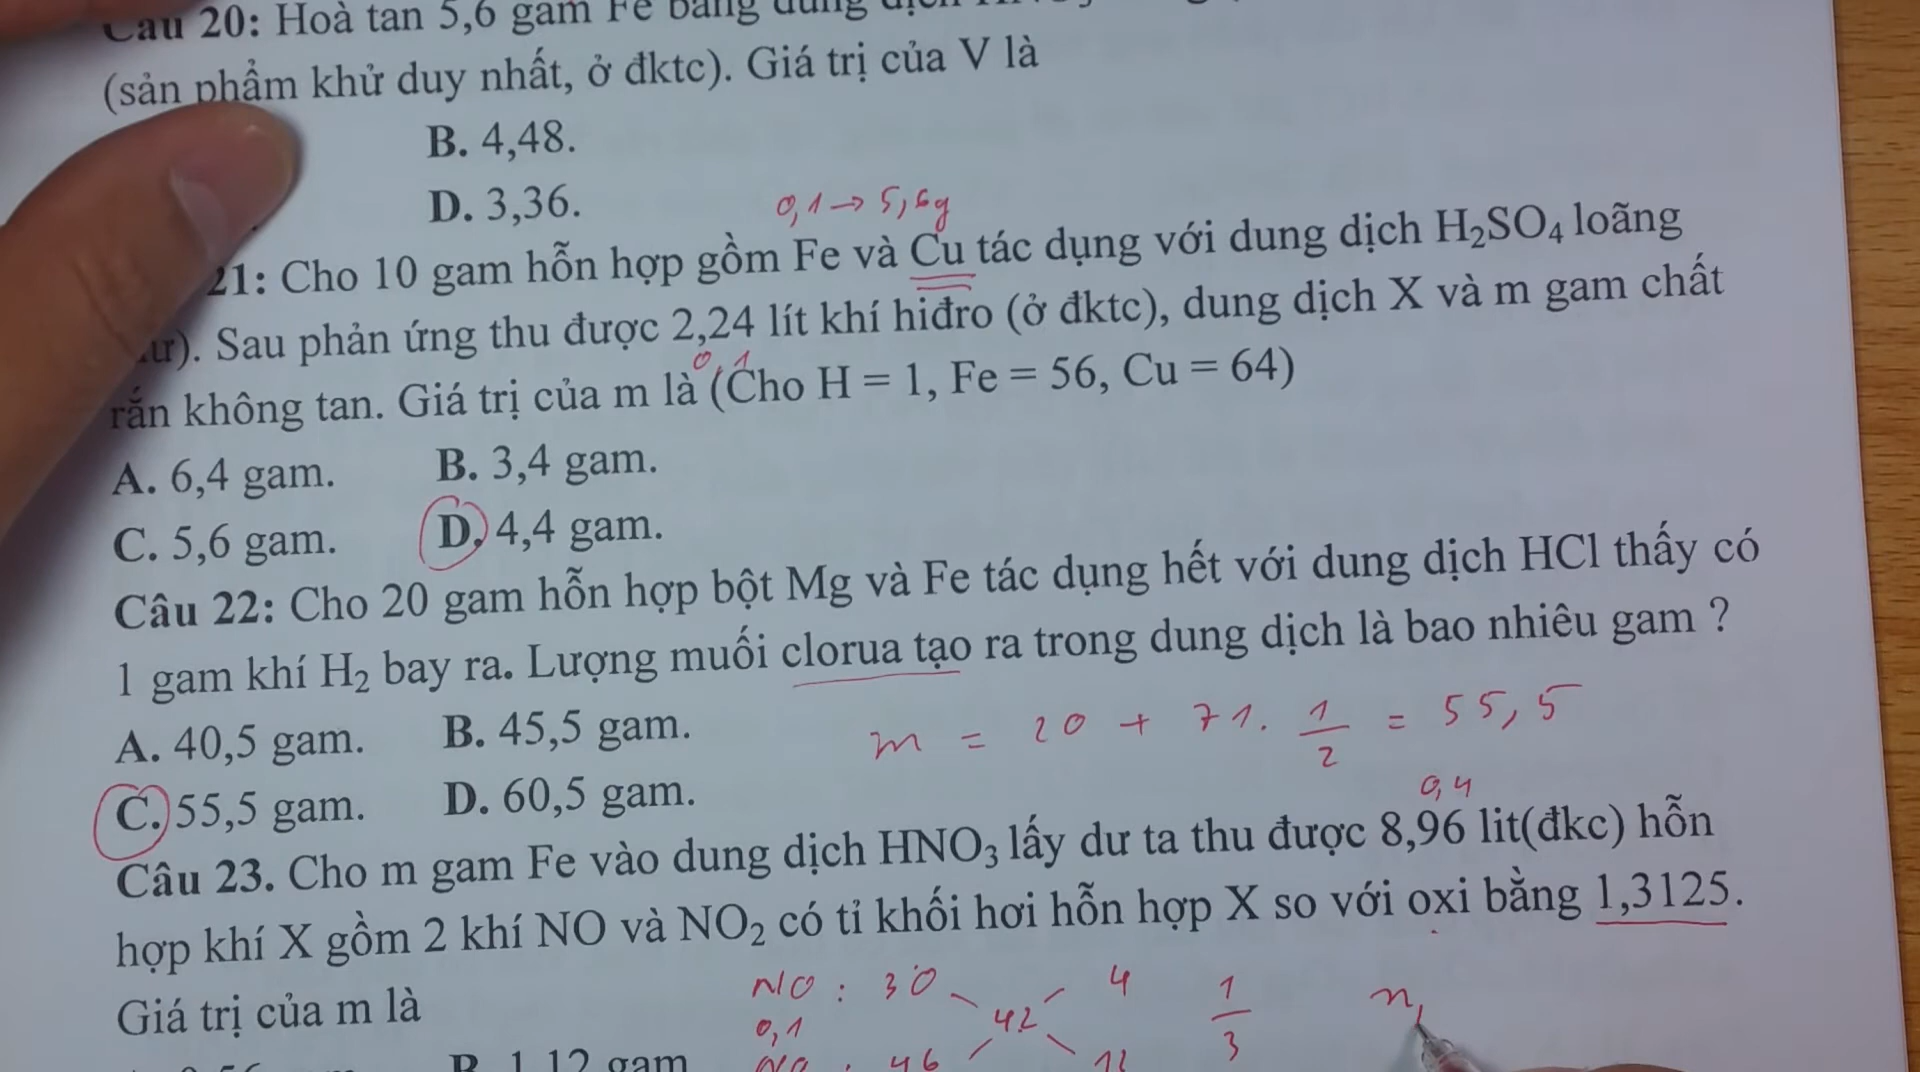 Câu 20: Hoà tan 5,6 gam Fe bằng dung
(sản phẩm khử duy nhất, ở đktc). Giá trị của V là
B. 4,48.
D. 3,36.
0,1 → 5,6g
21: Cho 10 gam hỗn hợp gồm Fe và Cu tác dụng với dung dịch H₂SO₄ loãng
ư). Sau phản ứng thu được 2,24 lít khí hiđro (ở đktc), dung dịch X và m gam chất
0,1
rắn không tan. Giá trị của m là (Cho H = 1, Fe = 56, Cu = 64)
A. 6,4 gam. B. 3,4 gam.
C. 5,6 gam. D. 4,4 gam.
Câu 22: Cho 20 gam hỗn hợp bột Mg và Fe tác dụng hết với dung dịch HCl thấy có
1 gam khí H₂ bay ra. Lượng muối clorua tạo ra trong dung dịch là bao nhiêu gam ?
A. 40,5 gam. B. 45,5 gam.
m = 20 + 71. 1/2 = 55,5
C. 55,5 gam. D. 60,5 gam.
0,4
Câu 23. Cho m gam Fe vào dung dịch HNO₃ lấy dư ta thu được 8,96 lit(đkc) hỗn
hợp khí X gồm 2 khí NO và NO₂ có tỉ khối hơi hỗn hợp X so với oxi bằng 1,3125.
Giá trị của m là
NO : 30 4 1/3 n
0,1 42
B. 1,12 gam 46 12